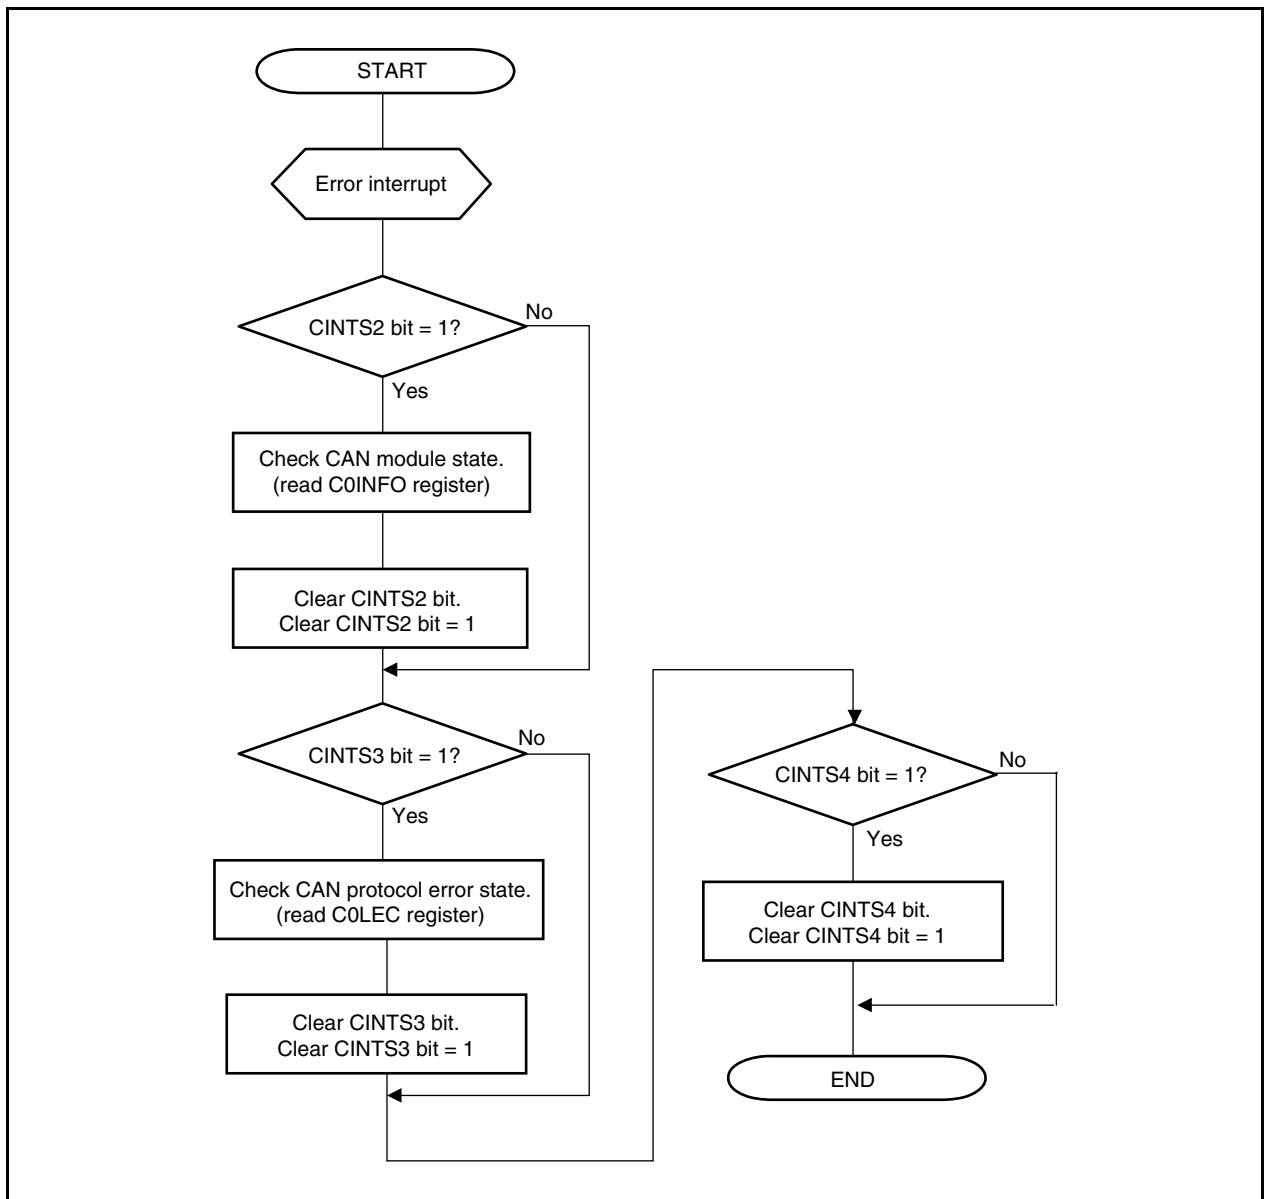 START
Error interrupt
CINTS2 bit = 1?
No
Yes
Check CAN module state.
(read C0INFO register)
Clear CINTS2 bit.
Clear CINTS2 bit = 1
CINTS3 bit = 1?
No
Yes
Check CAN protocol error state.
(read C0LEC register)
Clear CINTS3 bit.
Clear CINTS3 bit = 1
CINTS4 bit = 1?
No
Yes
Clear CINTS4 bit.
Clear CINTS4 bit = 1
END